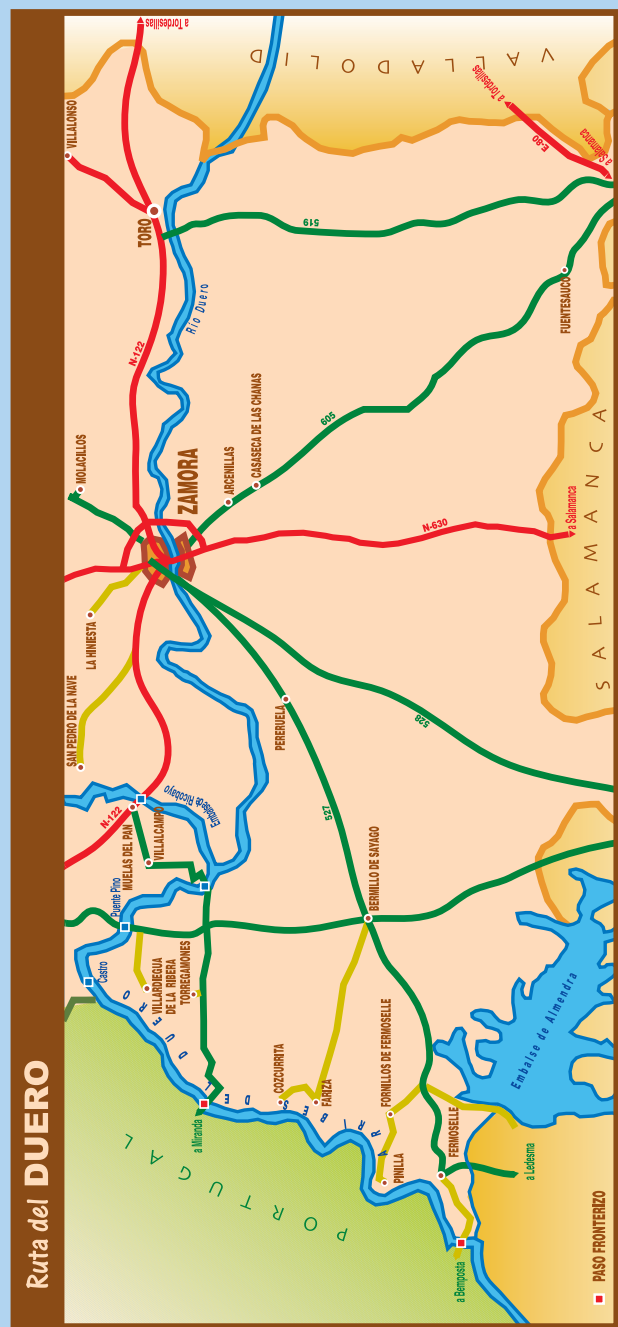 Ruta del DUERO
VILLALONSO
a Tordesillas
VALLADOLID
a Tordesillas
E-80
a Salamanca
TORO
519
Río Duero
N-122
FUENTESAUCO
MOLACILLOS
ZAMORA
ARCENILLAS
CASASECA DE LAS CHANAS
605
N-630
a Salamanca
SALAMANCA
LA HINIESTA
SAN PEDRO DE LA NAVE
PERERUELA
528
527
Embalse de Ricobayo
N-122
MUELAS DEL PAN
VILLALCAMPO
Puente Pino
Castro
BERMILLO DE SAYAGO
VILLARDIEGUA
DE LA RIBERA
TORREGAMONES
ARRIBES DEL DUERO
COZCURRITA
FARIZA
FORNILLOS DE FERMOSELLE
Embalse de Almendra
a Miranda
PORTUGAL
PINILLA
FERMOSELLE
a Ledesma
a Bemposta
PASO FRONTERIZO